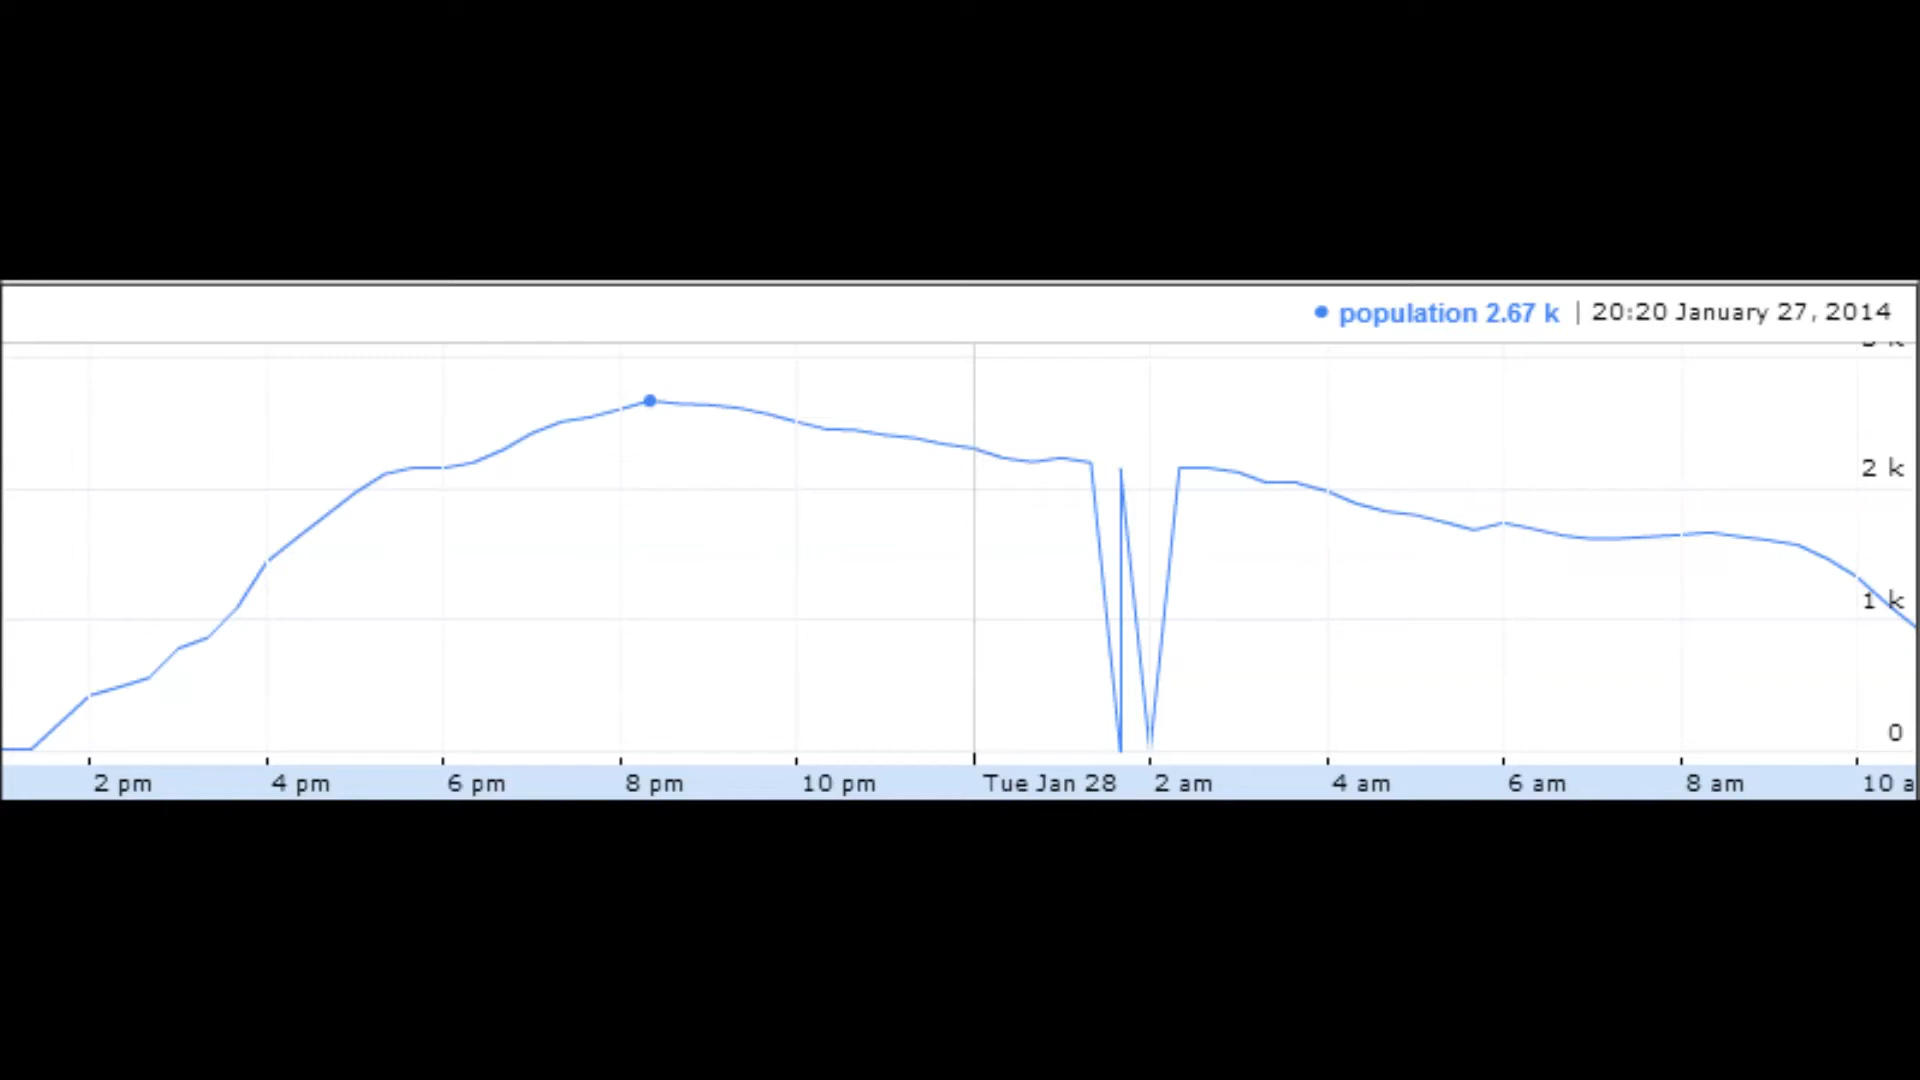 population 2.67 k | 20:20 January 27, 2014
2 k
1 k
0
2 pm 4 pm 6 pm 8 pm 10 pm Tue Jan 28 2 am 4 am 6 am 8 am 10 a